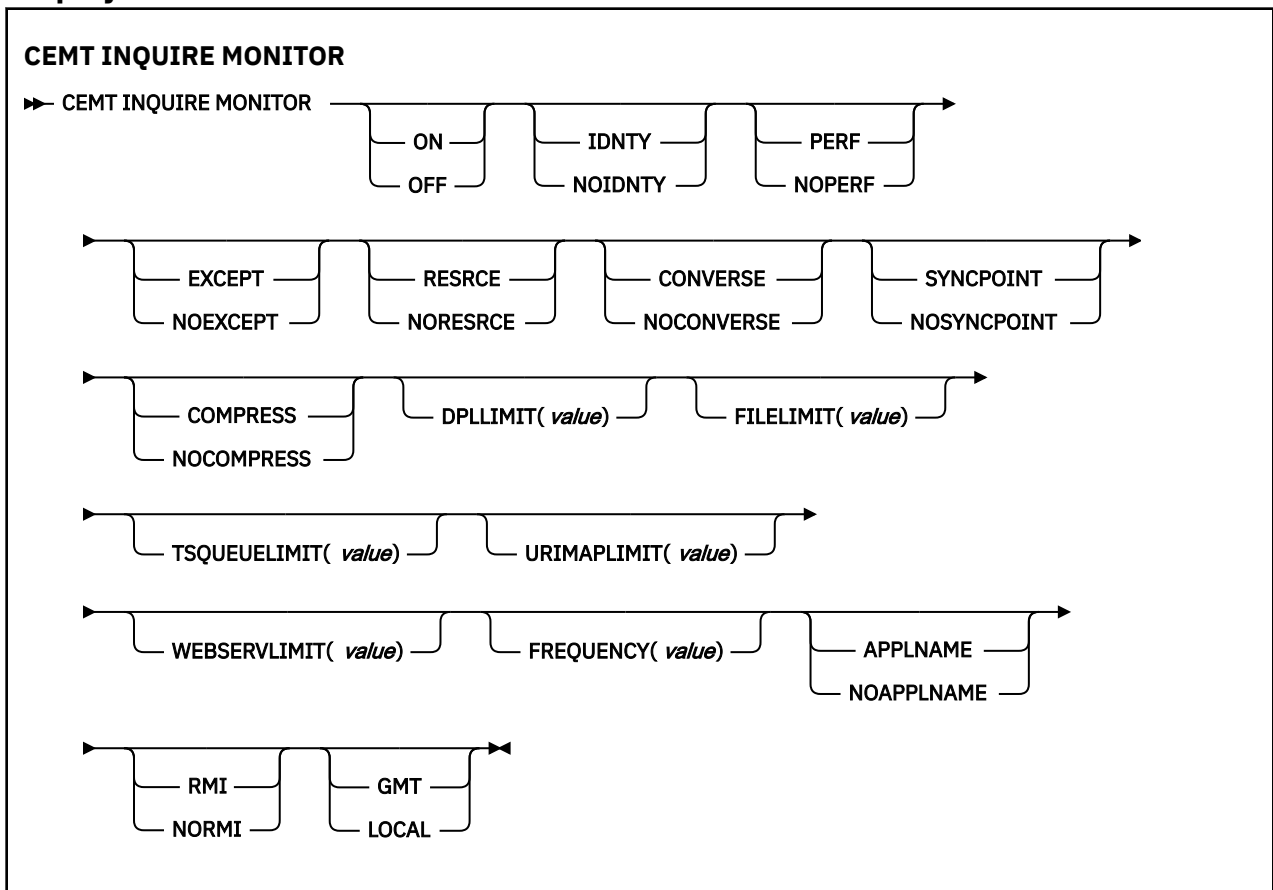 CEMT INQUIRE MONITOR
CEMT INQUIRE MONITOR
ON IDNTY PERF
OFF NOIDNTY NOPERF
EXCEPT RESRCE CONVERSE SYNCPOINT
NOEXCEPT NORESRCE NOCONVERSE NOSYNCPOINT
COMPRESS DPLLIMIT( value) FILELIMIT( value)
NOCOMPRESS
TSQUEUELIMIT( value) URIMAPLIMIT( value)
WEBSERVLIMIT( value) FREQUENCY( value) APPLNAME
NOAPPLNAME
RMI GMT
NORMI LOCAL